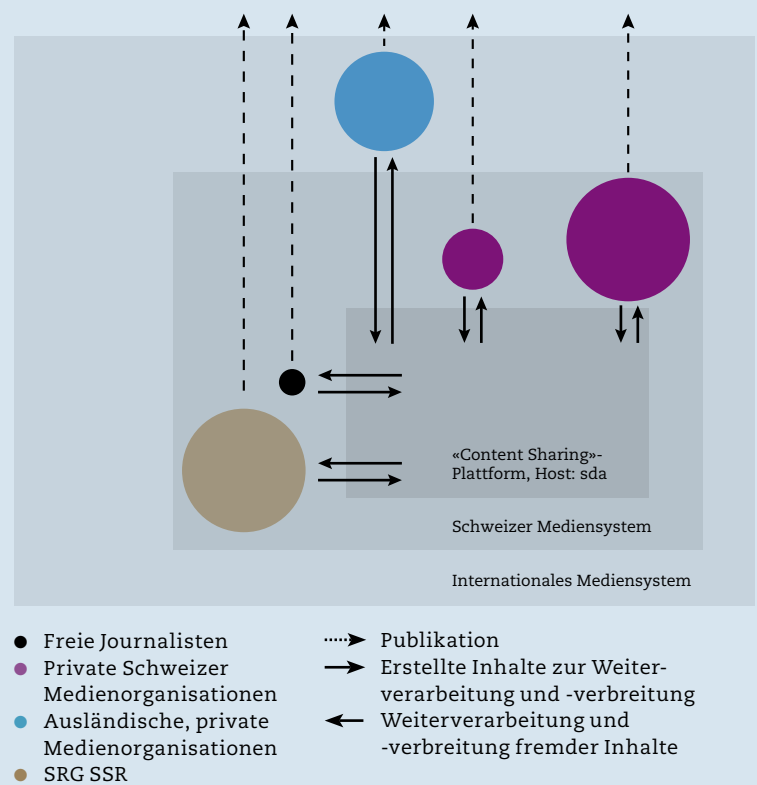 «Content Sharing»-
Plattform, Host: sda
Schweizer Mediensystem
Internationales Mediensystem
Freie Journalisten
Private Schweizer
Medienorganisationen
Ausländische, private
Medienorganisationen
SRG SSR
Publikation
Erstellte Inhalte zur Weiter-
verarbeitung und -verbreitung
Weiterverarbeitung und
-verbreitung fremder Inhalte